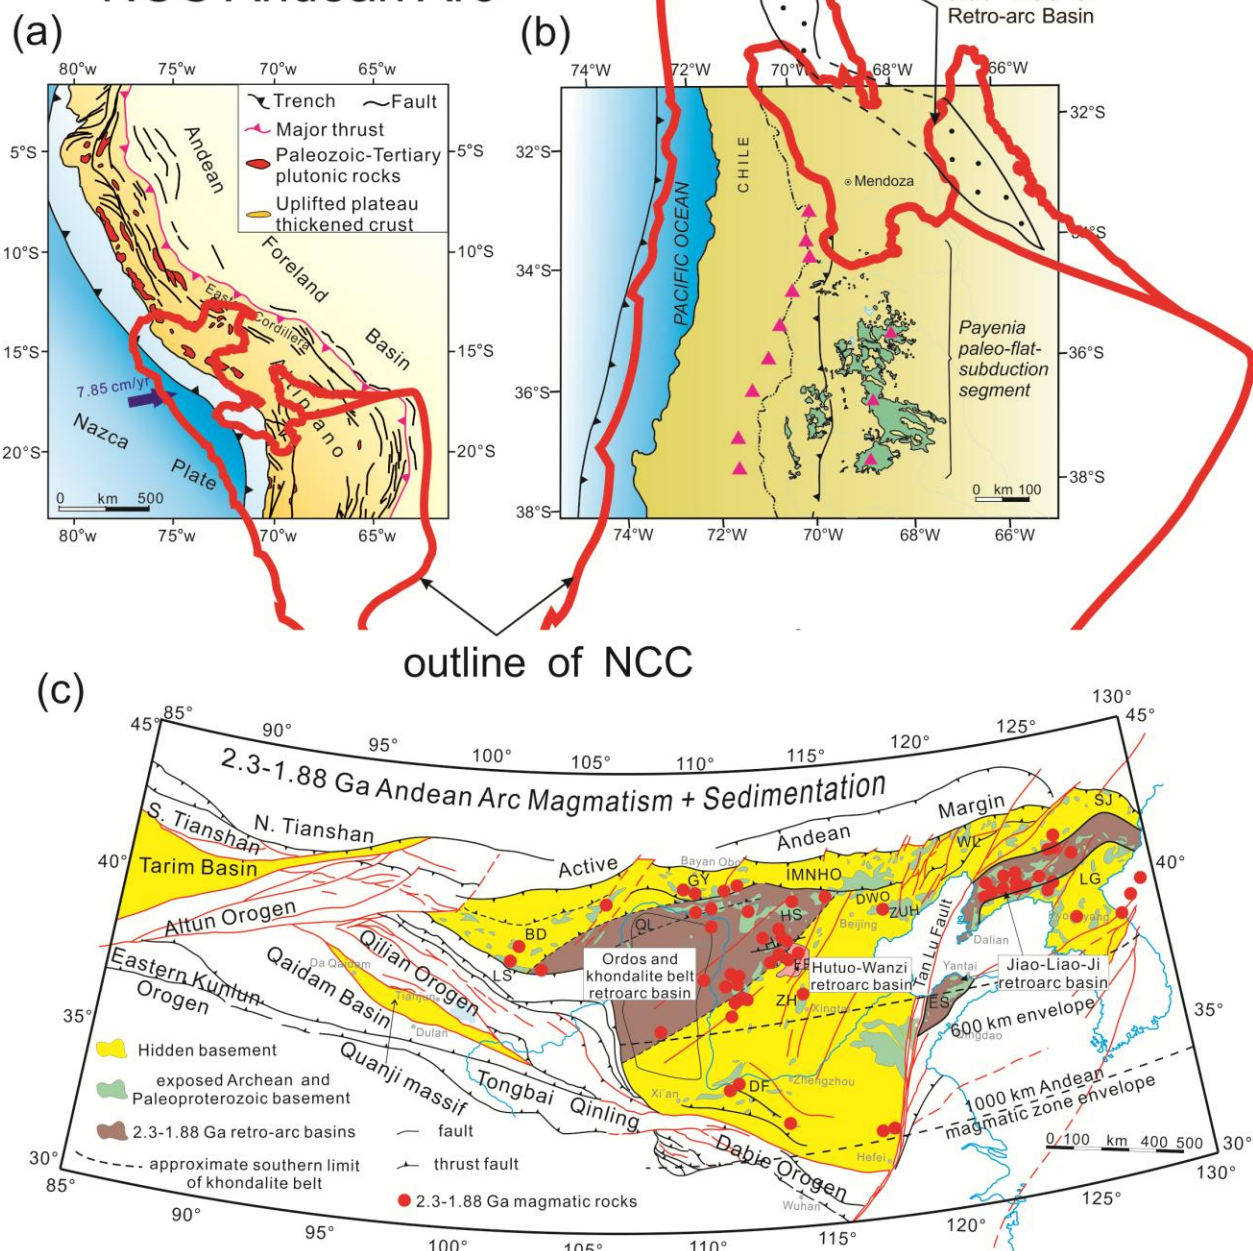 Retro-arc Basin
(a)
80°W 75°W 70°W 65°W
Trench Fault
Major thrust
Paleozoic-Tertiary
plutonic rocks
Uplifted plateau
thickened crust
5°S
5°S
10°S
10°S
15°S
15°S
20°S
20°S
Andean
Foreland
Basin
Cordillera
Altiplano
7.85 cm/yr
Nazca
Plate
0 km 500
80°W 75°W 70°W 65°W
(b)
74°W 72°W 70°W 68°W 66°W
32°S
32°S
34°S
36°S
36°S
38°S
38°S
CHILE
PACIFIC OCEAN
Mendoza
Payenia
paleo-flat-
subduction
segment
0 km 100
74°W 72°W 70°W 68°W 66°W
outline of NCC
(c)
85° 90° 95° 100° 105° 110° 115° 120° 125° 130°
45°
45°
40°
40°
35°
35°
30°
30°
2.3-1.88 Ga Andean Arc Magmatism + Sedimentation
S. Tianshan
N. Tianshan
Active
Andean
Margin
Tarim Basin
Altun Orogen
Bayan Obo
GY
IMNHO
WL
SJ
LG
DWO
ZUH
Beijing
BD
LS
QL
HS
ZH
Xingtai
Dalian
Yantai
ES
Qingdao
Tan Lu Fault
Ordos and
khondalite belt
retroarc basin
Hutuo-Wanzi
retroarc basin
Jiao-Liao-Ji
retroarc basin
Eastern Kunlun
Orogen
Da Qaidam
Qaidam Basin
Qilian Orogen
Tianjun
Dulan
Quanji massif
Tongbai Qinling
Dabie Orogen
Xi'an
DF
Zhengzhou
Hefei
Wuhan
600 km envelope
1000 km Andean
magmatic zone envelope
Hidden basement
exposed Archean and
Paleoproterozoic basement
2.3-1.88 Ga retro-arc basins
approximate southern limit
of khondalite belt
fault
thrust fault
2.3-1.88 Ga magmatic rocks
0 100 km 400 500
85° 90° 95° 100° 105° 110° 115° 120° 125° 130°